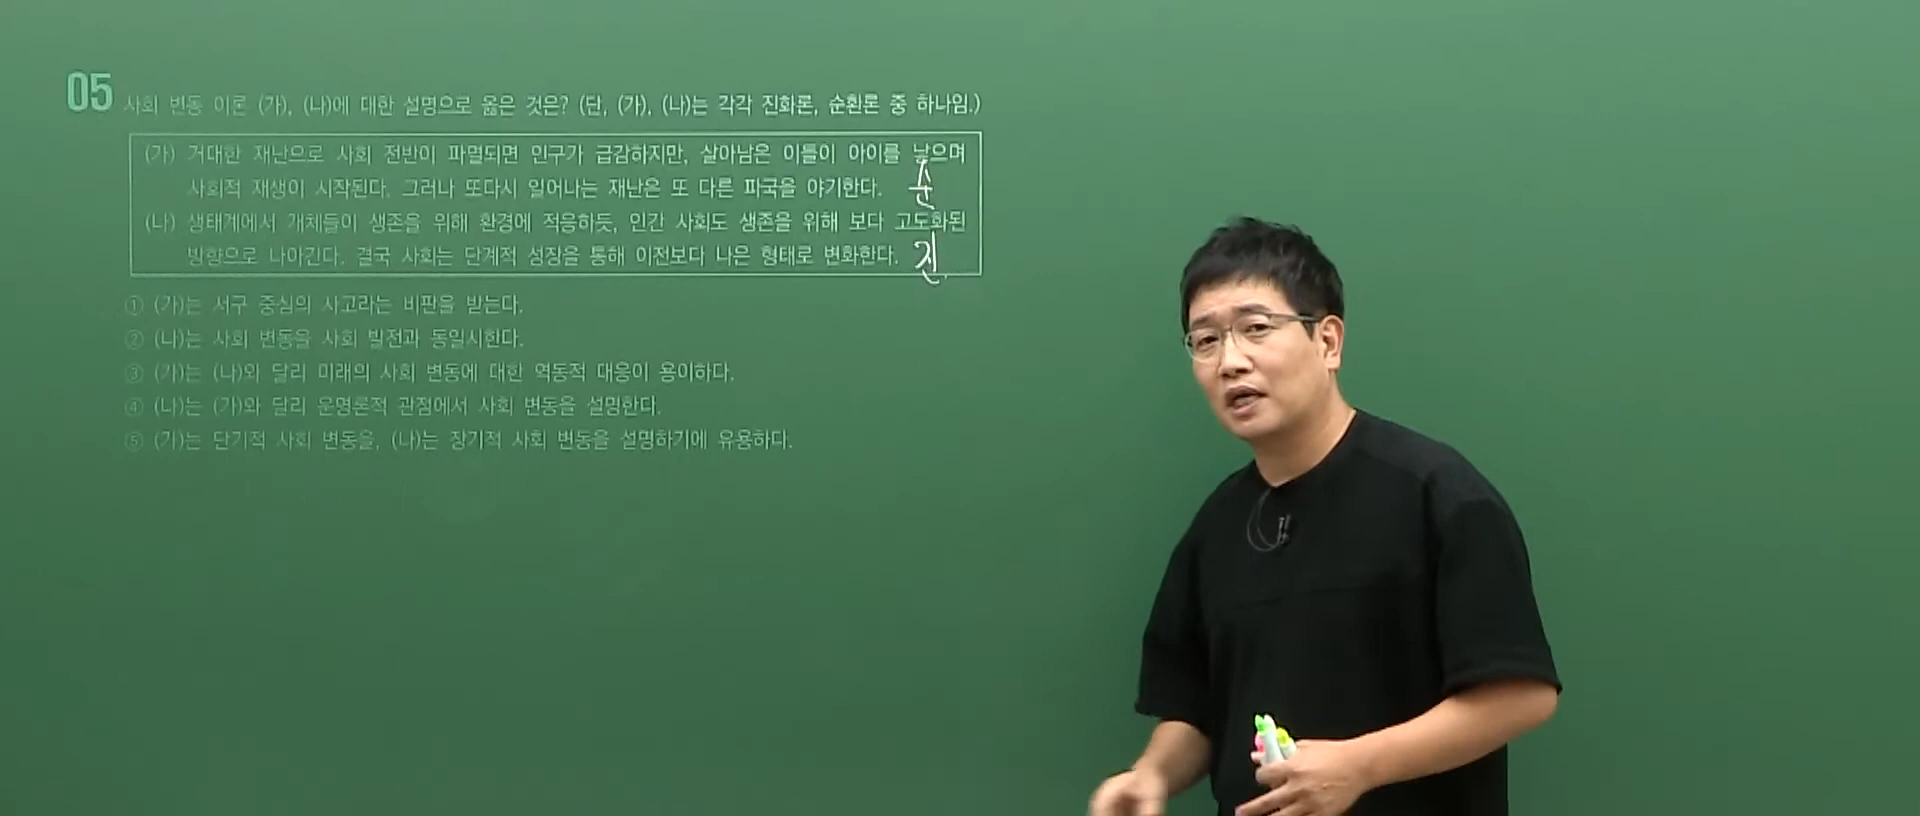 05 사회 변동 이론 (가), (나)에 대한 설명으로 옳은 것은? (단, (가), (나)는 각각 진화론, 순환론 중 하나임.)
(가) 거대한 재난으로 사회 전반이 파멸되면 인구가 급감하지만, 살아남은 이들이 아이를 낳으며
사회적 재생이 시작된다. 그러나 또다시 일어나는 재난은 또 다른 파국을 야기한다. 순
(나) 생태계에서 개체들이 생존을 위해 환경에 적응하듯, 인간 사회도 생존을 위해 보다 고도화된
방향으로 나아간다. 결국 사회는 단계적 성장을 통해 이전보다 나은 형태로 변화한다. 진
① (가)는 서구 중심의 사고라는 비판을 받는다.
② (나)는 사회 변동을 사회 발전과 동일시한다.
③ (가)는 (나)와 달리 미래의 사회 변동에 대한 역동적 대응이 용이하다.
④ (나)는 (가)와 달리 운명론적 관점에서 사회 변동을 설명한다.
⑤ (가)는 단기적 사회 변동을, (나)는 장기적 사회 변동을 설명하기에 유용하다.